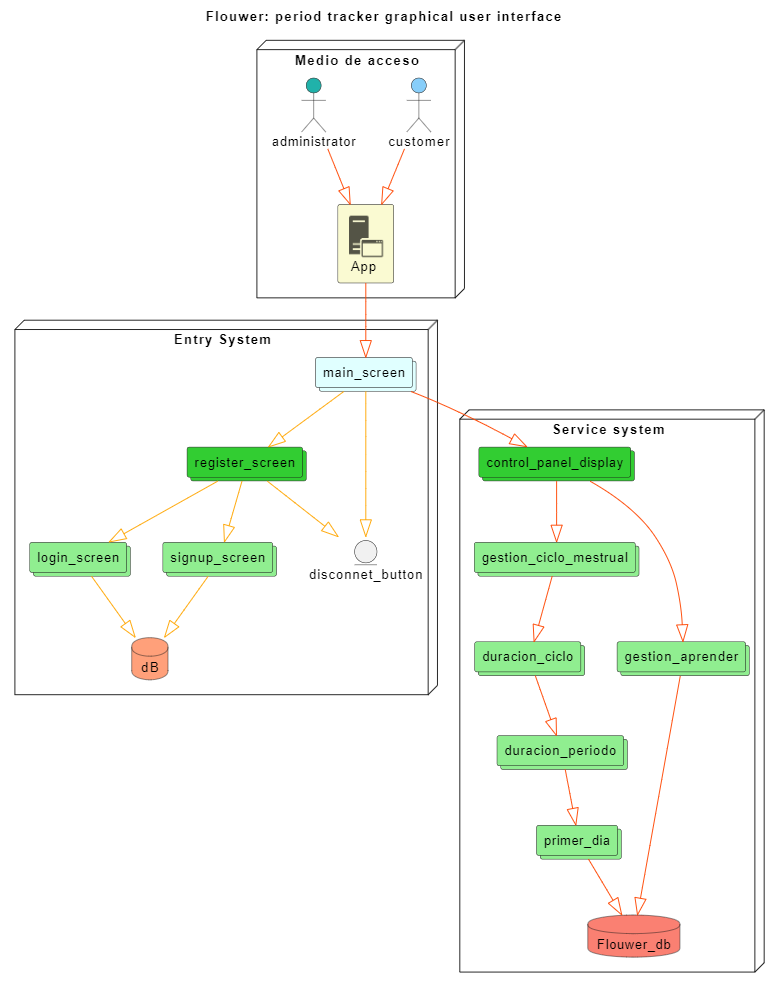 Flouwer: period tracker graphical user interface
Medio de acceso
administrator
customer
App
Entry System
main_screen
Service system
register_screen
control_panel_display
login_screen
signup_screen
disconnet_button
gestion_ciclo_mestrual
dB
duracion_ciclo
gestion_aprender
duracion_periodo
primer_dia
Flouwer_db